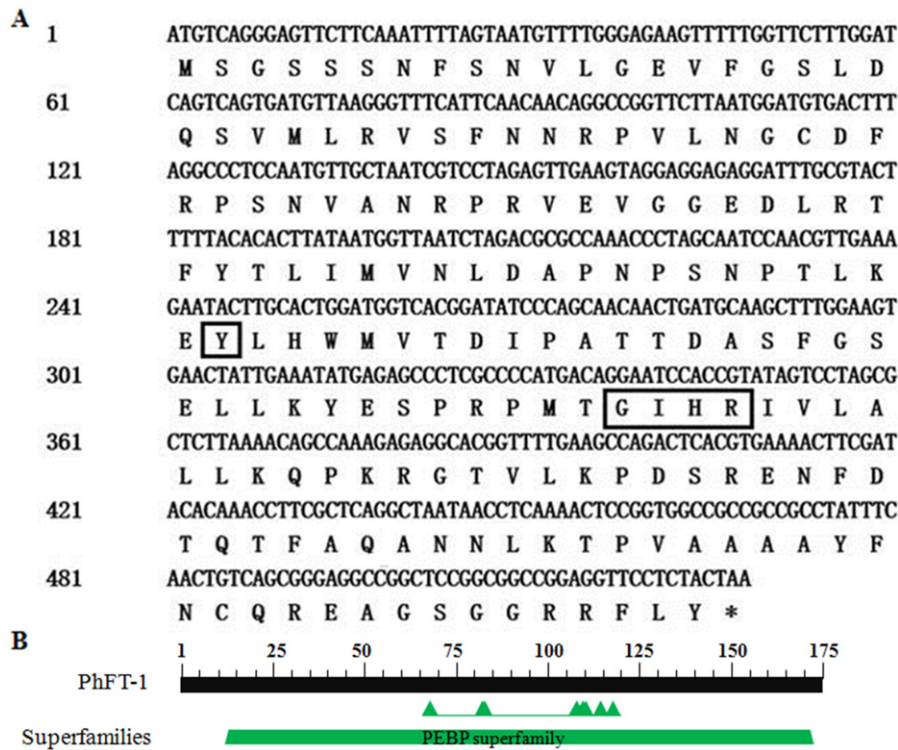 A
1 ATGTCAGGGAGTTCTTCAAATTTTAGTAATGTTTTGGGAGAAGTTTTTGGTTCTTTGGAT
M S G S S S N F S N V L G E V F G S L D
61 CAGTCAGTGATGTTAAGGGTTTCATTCAACAACAGGCCGGTTCTTAATGGATGTGACTTT
Q S V M L R V S F N N R P V L N G C D F
121 AGGCCCTCCAATGTTGCTAATCGTCCTAGAGTTGAAGTAGGAGGAGAGGATTTGCGTACT
R P S N V A N R P R V E V G G E D L R T
181 TTTTACACACTTATAATGGTTAATCTAGACGCGCCAAACCCTAGCAATCCAACGTTGAAA
F Y T L I M V N L D A P N P S N P T L K
241 GAATACTTGCACTGGATGGTCACGGATATCCCAGCAACAACTGATGCAAGCTTTGGAAGT
E Y L H W M V T D I P A T T D A S F G S
301 GAACTATTGAAATATGAGAGCCCTCGCCCCATGACAGGAATCCACCGTATAGTCCTAGCG
E L L K Y E S P R P M T G I H R I V L A
361 CTCTTAAAACAGCCAAAGAGAGGCACGGTTTTGAAGCCAGACTCACGTGAAAACTTCGAT
L L K Q P K R G T V L K P D S R E N F D
421 ACACAAACCTTCGCTCAGGCTAATAACCTCAAAACTCCGGTGGCCGCCGCCGCCTATTTC
T Q T F A Q A N N L K T P V A A A A Y F
481 AACTGTCAGCGGGAGGCCGGCTCCGGCGGCCGGAGGTTCCTCTACTAA
N C Q R E A G S G G R R F L Y *
B
1 25 50 75 100 125 150 175
PhFT-1
Superfamilies PEBP superfamily